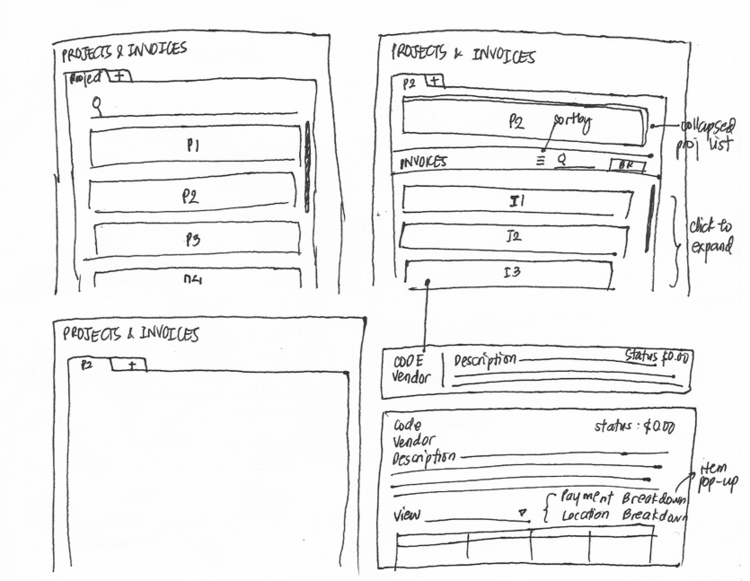 PROJECTS & INVOICES
Project +
P1
P2
P3
P4
PROJECTS & INVOICES
P2 +
P2
sortby
collapsed
proj list
INVOICES
BR
I1
I2
I3
click to
expand
PROJECTS & INVOICES
P2 +
CODE
Vendor
Description
Status $0.00
Code
Vendor
Description
status: $0.00
item
pop-up
View
Payment Breakdown
Location Breakdown